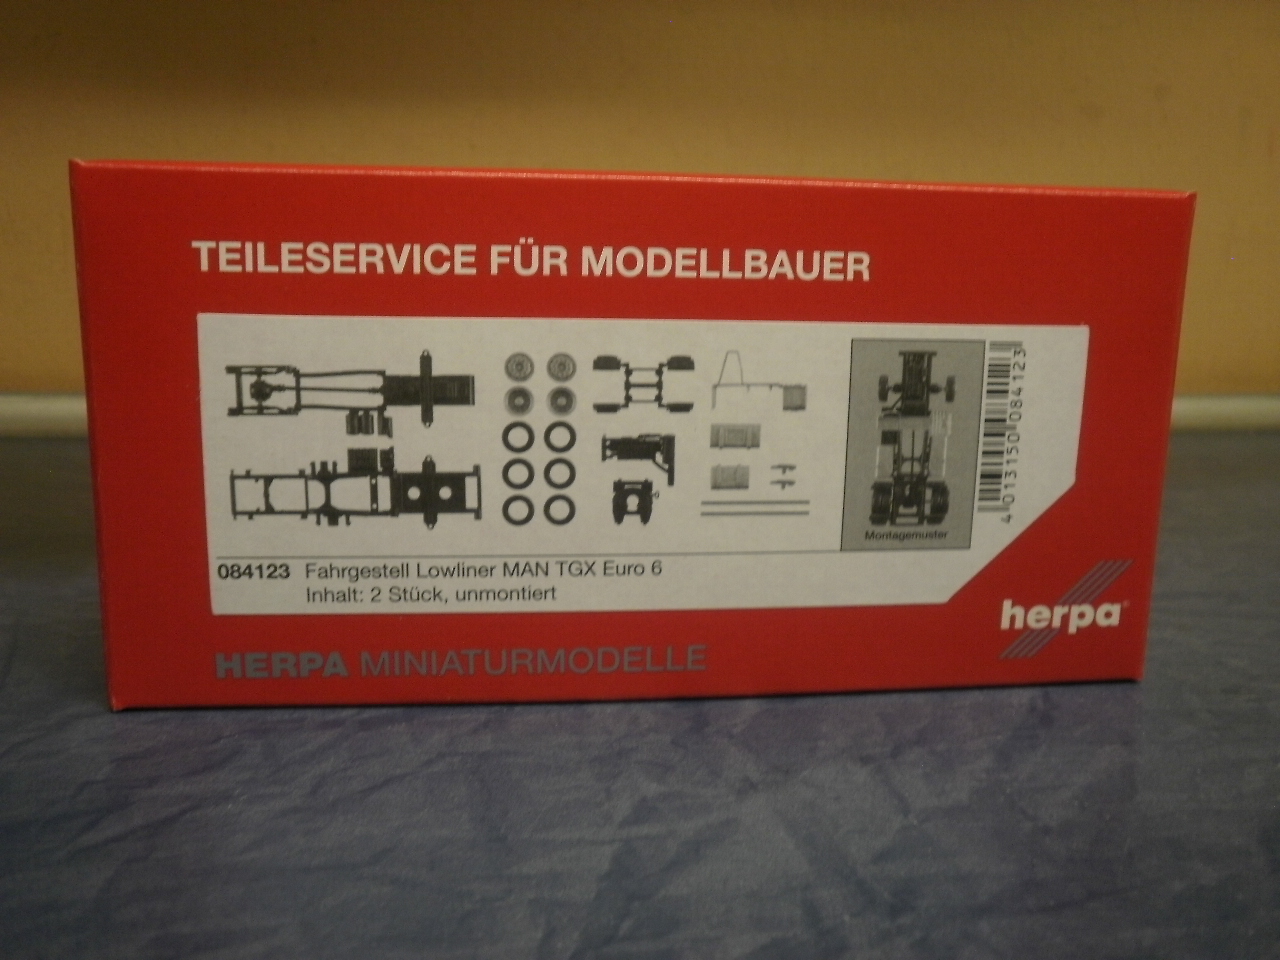 TEILESERVICE FÜR MODELLBAUER
4 013150 084123
Montagemuster
084123 Fahrgestell Lowliner MAN TGX Euro 6
Inhalt: 2 Stück, unmontiert
herpa
HERPA MINIATURMODELLE